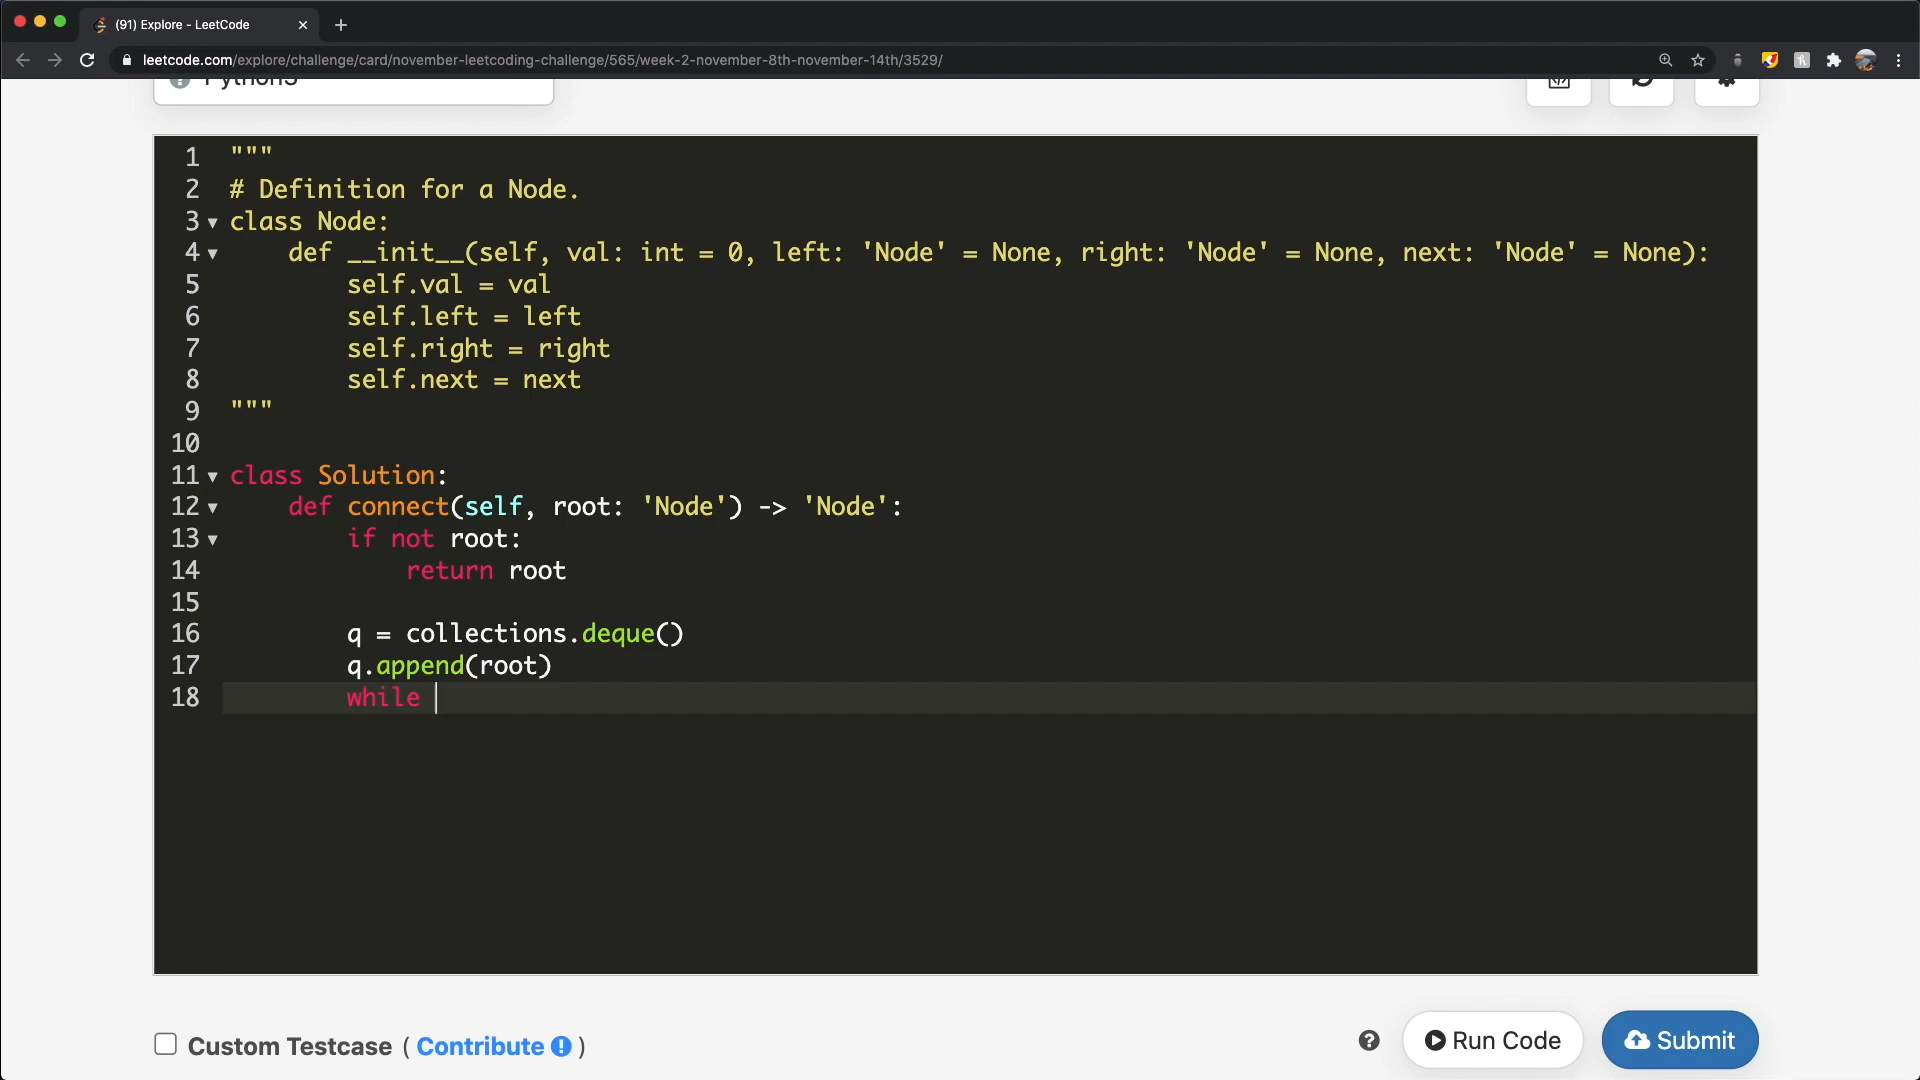 (91) Explore - LeetCode
leetcode.com/explore/challenge/card/november-leetcoding-challenge/565/week-2-november-8th-november-14th/3529/
Python3
1 """
2 # Definition for a Node.
3 class Node:
4 def __init__(self, val: int = 0, left: 'Node' = None, right: 'Node' = None, next: 'Node' = None):
5 self.val = val
6 self.left = left
7 self.right = right
8 self.next = next
9 """
10
11 class Solution:
12 def connect(self, root: 'Node') -> 'Node':
13 if not root:
14 return root
15
16 q = collections.deque()
17 q.append(root)
18 while
Custom Testcase ( Contribute )
Run Code
Submit